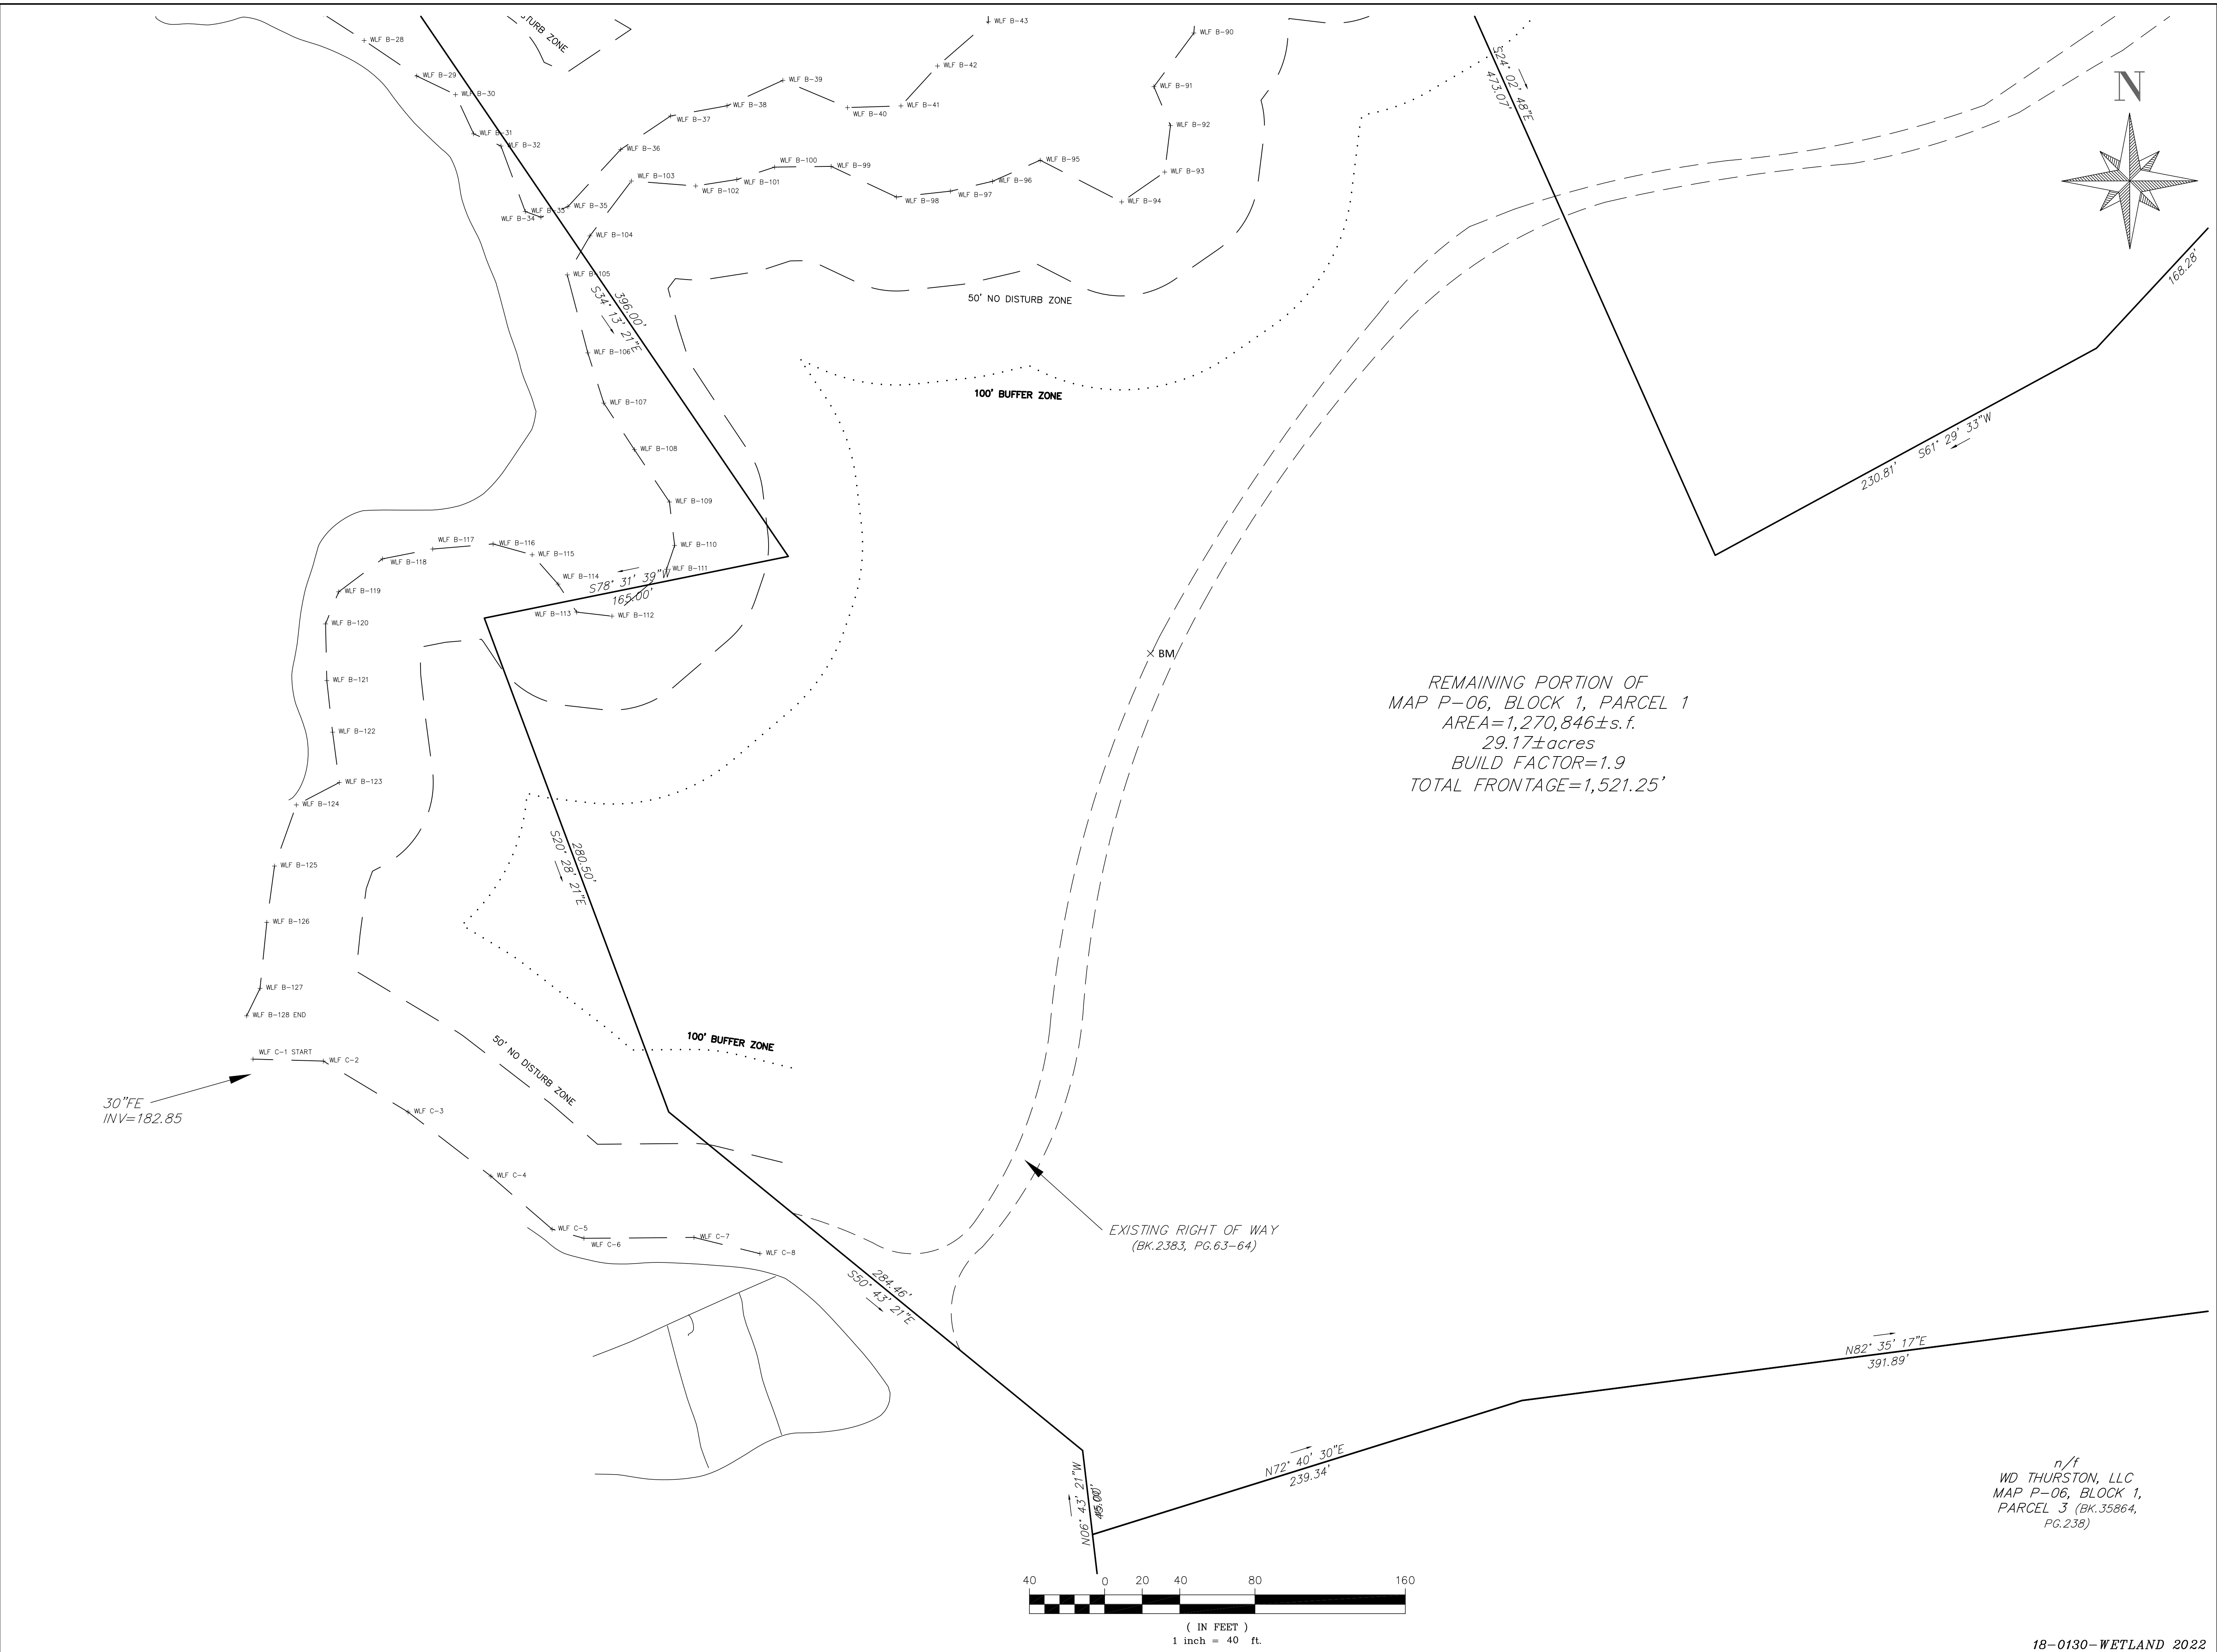 WLF B-43
WLF B-28
WLF B-90
TURB ZONE
WLF B-29
WLF B-39
WLF B-42
WLF B-30
WLF B-91
S24° 02' 48"E
473.07'
N
WLF B-38
WLF B-40
WLF B-41
WLF B-37
WLF B-92
WLF B-31
WLF B-32
WLF B-36
WLF B-100
WLF B-99
WLF B-95
WLF B-103
WLF B-102
WLF B-101
WLF B-96
WLF B-93
WLF B-98
WLF B-97
WLF B-94
WLF B-35
WLF B-34
WLF B-104
WLF B-105
396.00'
S34° 13' 21"E
168.28'
50' NO DISTURB ZONE
WLF B-106
100' BUFFER ZONE
WLF B-107
S61° 29' 33"W
230.81'
WLF B-108
WLF B-109
WLF B-117
WLF B-116
WLF B-110
WLF B-115
WLF B-118
WLF B-111
WLF B-114
S78° 31' 39"W
165.00'
WLF B-119
WLF B-113
WLF B-112
WLF B-120
BM
WLF B-121
REMAINING PORTION OF
MAP P-06, BLOCK 1, PARCEL 1
AREA=1,270,846±s.f.
29.17±acres
BUILD FACTOR=1.9
TOTAL FRONTAGE=1,521.25'
WLF B-122
WLF B-123
WLF B-124
280.50'
S20° 28' 21"E
WLF B-125
WLF B-126
WLF B-127
WLF B-128 END
100' BUFFER ZONE
WLF C-1 START
WLF C-2
50' NO DISTURB ZONE
30"FE
INV=182.85
WLF C-3
WLF C-4
WLF C-5
WLF C-6
WLF C-7
WLF C-8
EXISTING RIGHT OF WAY
(BK.2383, PG.63-64)
284.46'
S50° 43' 21"E
N82° 35' 17"E
391.89'
N72° 40' 30"E
239.34'
N06° 43' 21"W
n/f
WD THURSTON, LLC
MAP P-06, BLOCK 1,
PARCEL 3 (BK.35864,
PG.238)
40 0 20 40 80 160
( IN FEET )
1 inch = 40 ft.
18-0130-WETLAND 2022